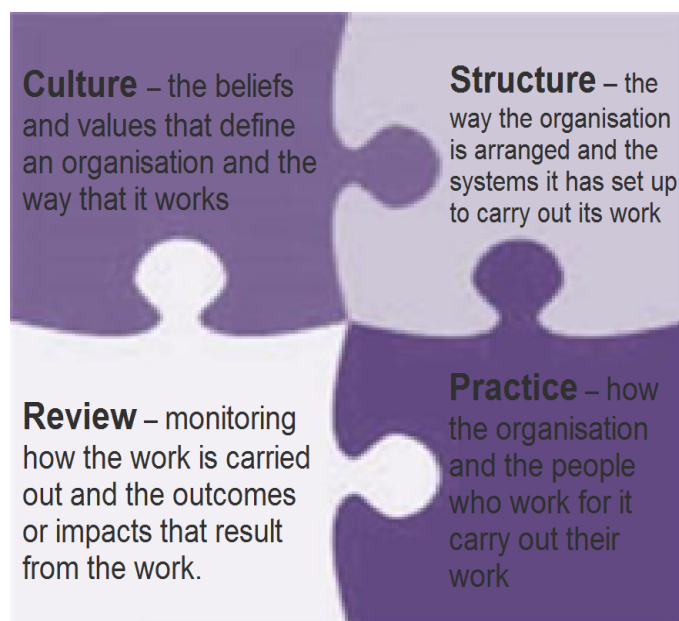 Culture – the beliefs
and values that define
an organisation and the
way that it works
Structure – the
way the organisation
is arranged and the
systems it has set up
to carry out its work
Review – monitoring
how the work is carried
out and the outcomes
or impacts that result
from the work.
Practice – how
the organisation
and the people
who work for it
carry out their
work